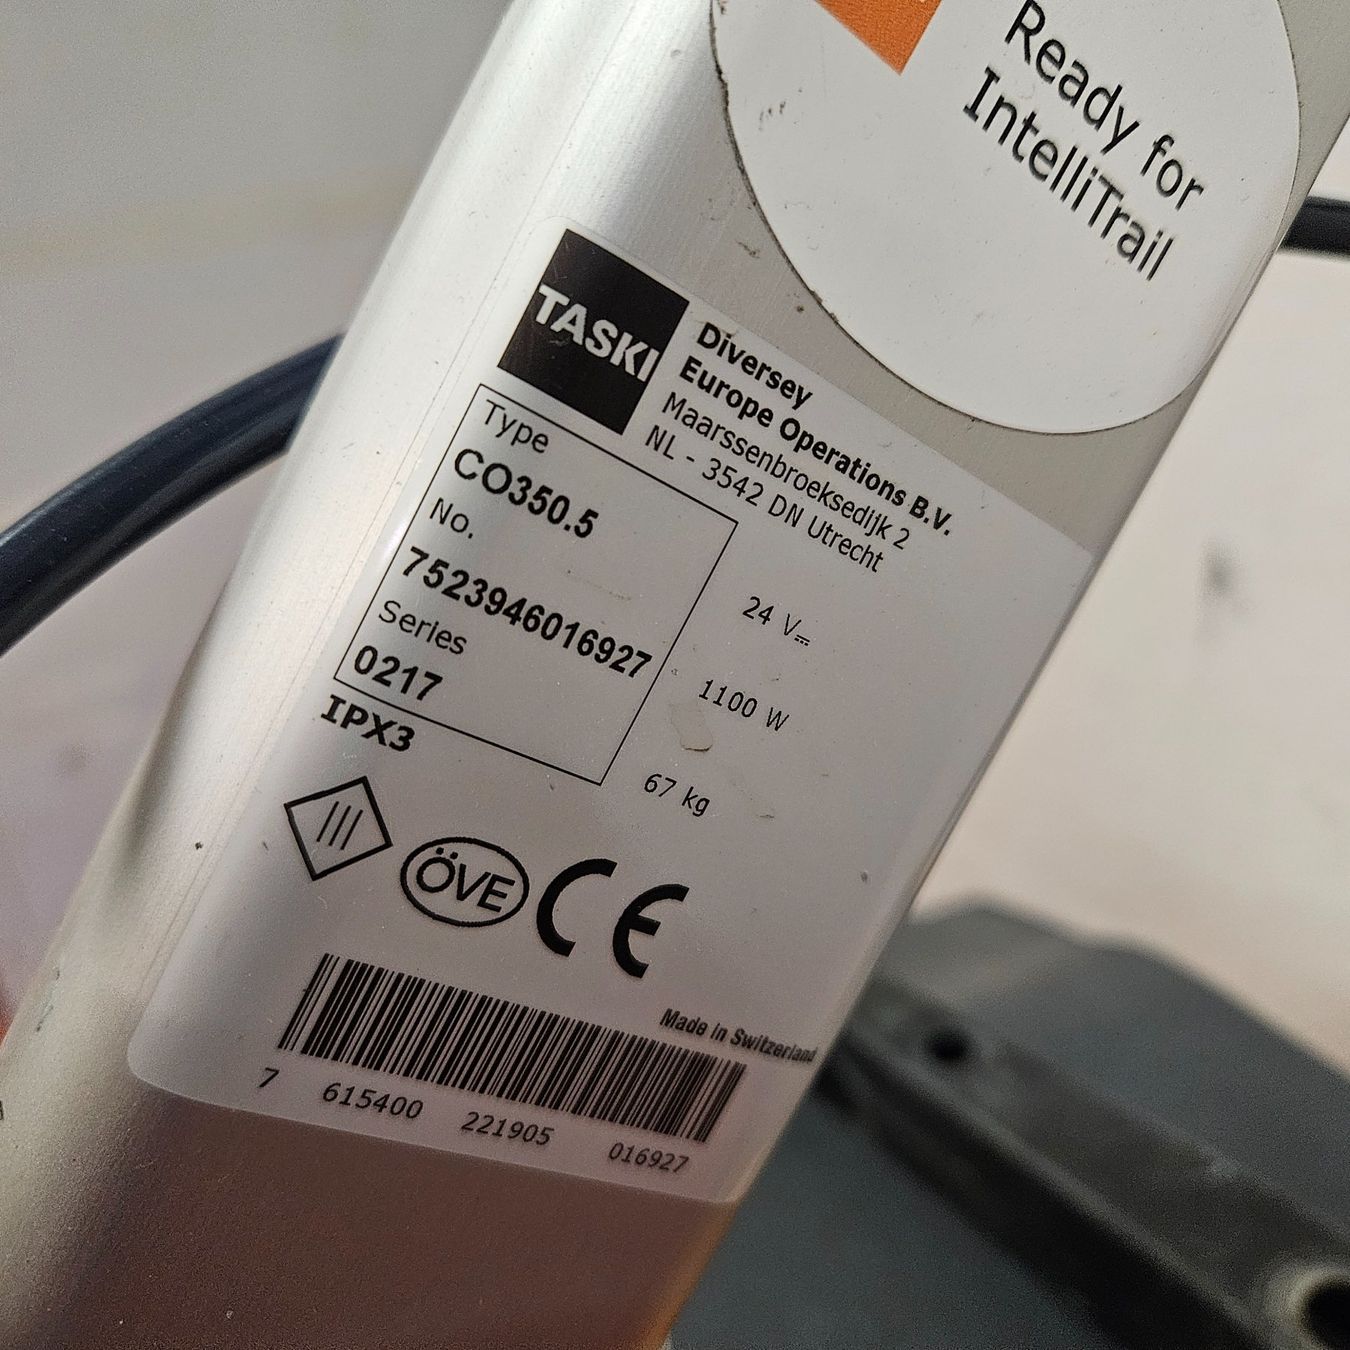 Ready for
IntelliTrail
TASKI
Diversey
Europe Operations B.V.
Maarssenbroeksedijk 2
NL - 3542 DN Utrecht
Type
CO350.5
No.
7523946016927
Series
0217
24 V⎓
1100 W
67 kg
IPX3
III
ÖVE
CE
Made in Switzerland
7 615400 221905 016927